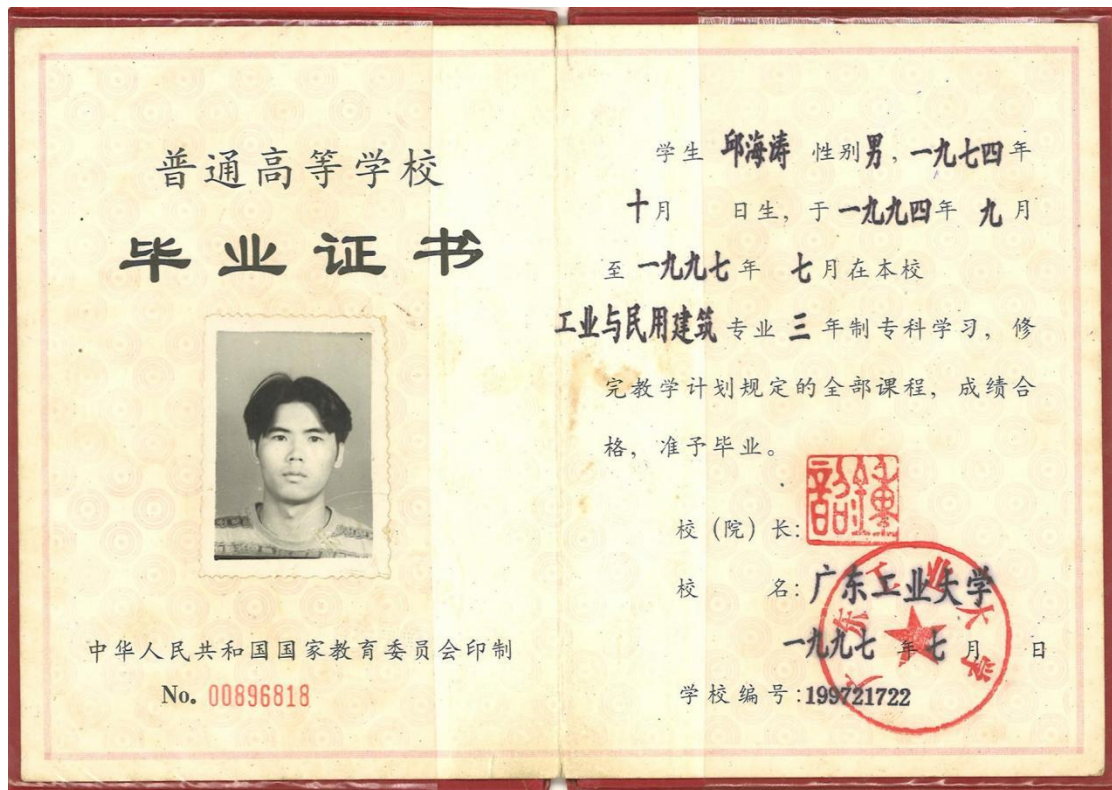 普通高等学校
毕业证书
中华人民共和国国家教育委员会印制
No. 00896818
学生 邱海涛 性别男，一九七四年
十月 日生，于一九九四年 九月
至一九九七年 七月在本校
工业与民用建筑专业 三 年制专科学习，修
完教学计划规定的全部课程，成绩合
格，准予毕业。
校（院）长：
校 名：广东工业大学
一九九七年七月 日
学校编号：199721722
广东工业大学